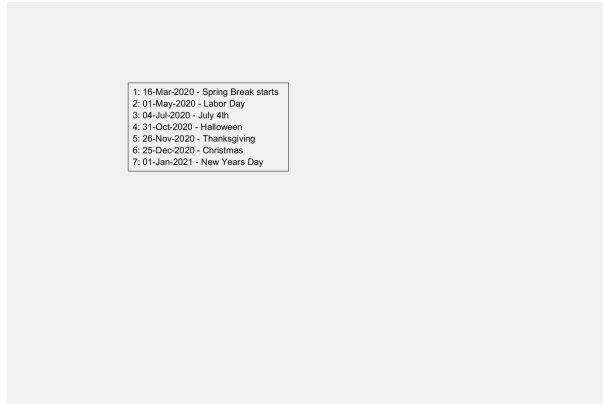 1: 16-Mar-2020 - Spring Break starts
2: 01-May-2020 - Labor Day
3: 04-Jul-2020 - July 4th
4: 31-Oct-2020 - Halloween
5: 26-Nov-2020 - Thanksgiving
6: 25-Dec-2020 - Christmas
7: 01-Jan-2021 - New Years Day